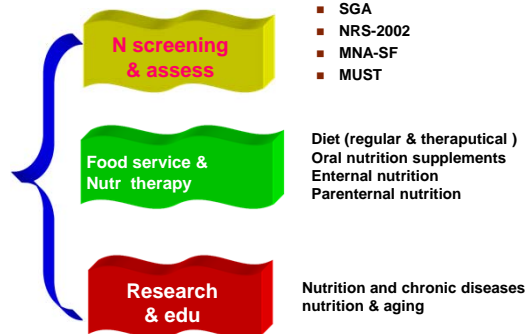 N screening
& assess
SGA
NRS-2002
MNA-SF
MUST
Food service &
Nutr therapy
Diet (regular & theraputical )
Oral nutrition supplements
Enternal nutrition
Parenternal nutrition
Research
& edu
Nutrition and chronic diseases
nutrition & aging